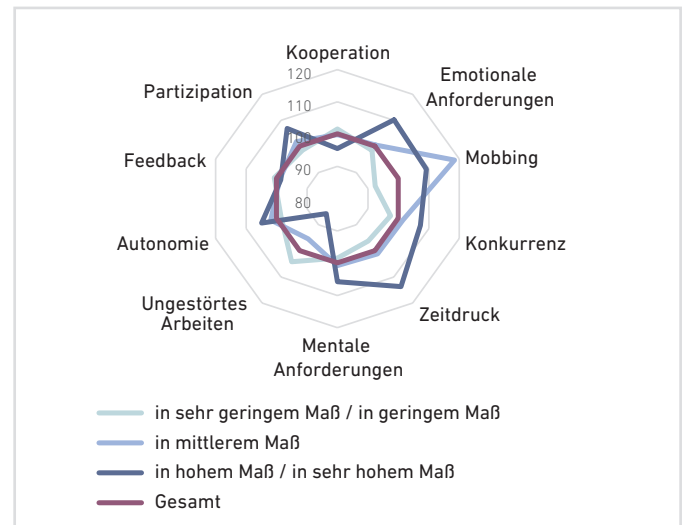 Kooperation
120
Emotionale
Anforderungen
Partizipation
110
100
Feedback
Mobbing
90
80
Autonomie
Konkurrenz
Ungestörtes
Arbeiten
Zeitdruck
Mentale
Anforderungen
in sehr geringem Maß / in geringem Maß
in mittlerem Maß
in hohem Maß / in sehr hohem Maß
Gesamt